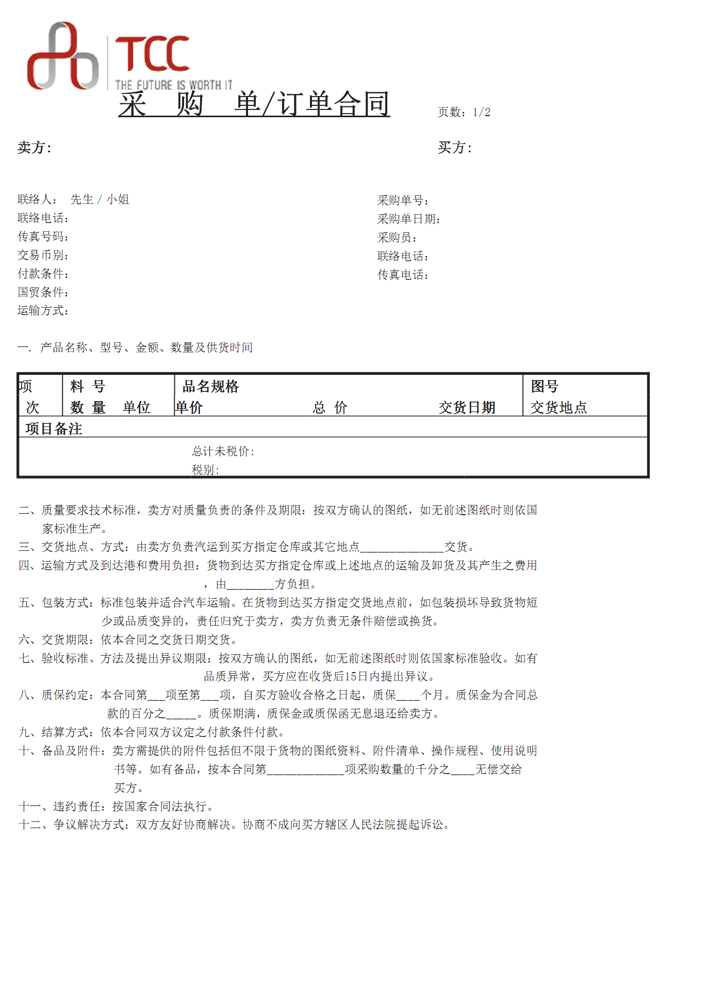 TCC
THE FUTURE IS WORTH IT
采 购 单/订单合同 页数：1/2
卖方： 买方：
联络人： 先生 / 小姐 采购单号：
联络电话： 采购单日期：
传真号码： 采购员：
交易币别： 联络电话：
付款条件： 传真电话：
国贸条件：
运输方式：
一. 产品名称、型号、金额、数量及供货时间
项 料 号 品名规格 图号
次 数 量 单位 单价 总 价 交货日期 交货地点
项目备注
总计未税价：
税别：
二、质量要求技术标准，卖方对质量负责的条件及期限：按双方确认的图纸，如无前述图纸时则依国
家标准生产。
三、交货地点、方式：由卖方负责汽运到买方指定仓库或其它地点______________交货。
四、运输方式及到达港和费用负担：货物到达买方指定仓库或上述地点的运输及卸货及其产生之费用
，由________方负担。
五、包装方式：标准包装并适合汽车运输。在货物到达买方指定交货地点前，如包装损坏导致货物短
少或品质变异的，责任归究于卖方，卖方负责无条件赔偿或换货。
六、交货期限：依本合同之交货日期交货。
七、验收标准、方法及提出异议期限：按双方确认的图纸，如无前述图纸时则依国家标准验收。如有
品质异常，买方应在收货后15日内提出异议。
八、质保约定：本合同第___项至第___项，自买方验收合格之日起，质保____个月。质保金为合同总
款的百分之_____。质保期满，质保金或质保函无息退还给卖方。
九、结算方式：依本合同双方议定之付款条件付款。
十、备品及附件：卖方需提供的附件包括但不限于货物的图纸资料、附件清单、操作规程、使用说明
书等。如有备品，按本合同第_____________项采购数量的千分之____无偿交给
买方。
十一、违约责任：按国家合同法执行。
十二、争议解决方式：双方友好协商解决。协商不成向买方辖区人民法院提起诉讼。